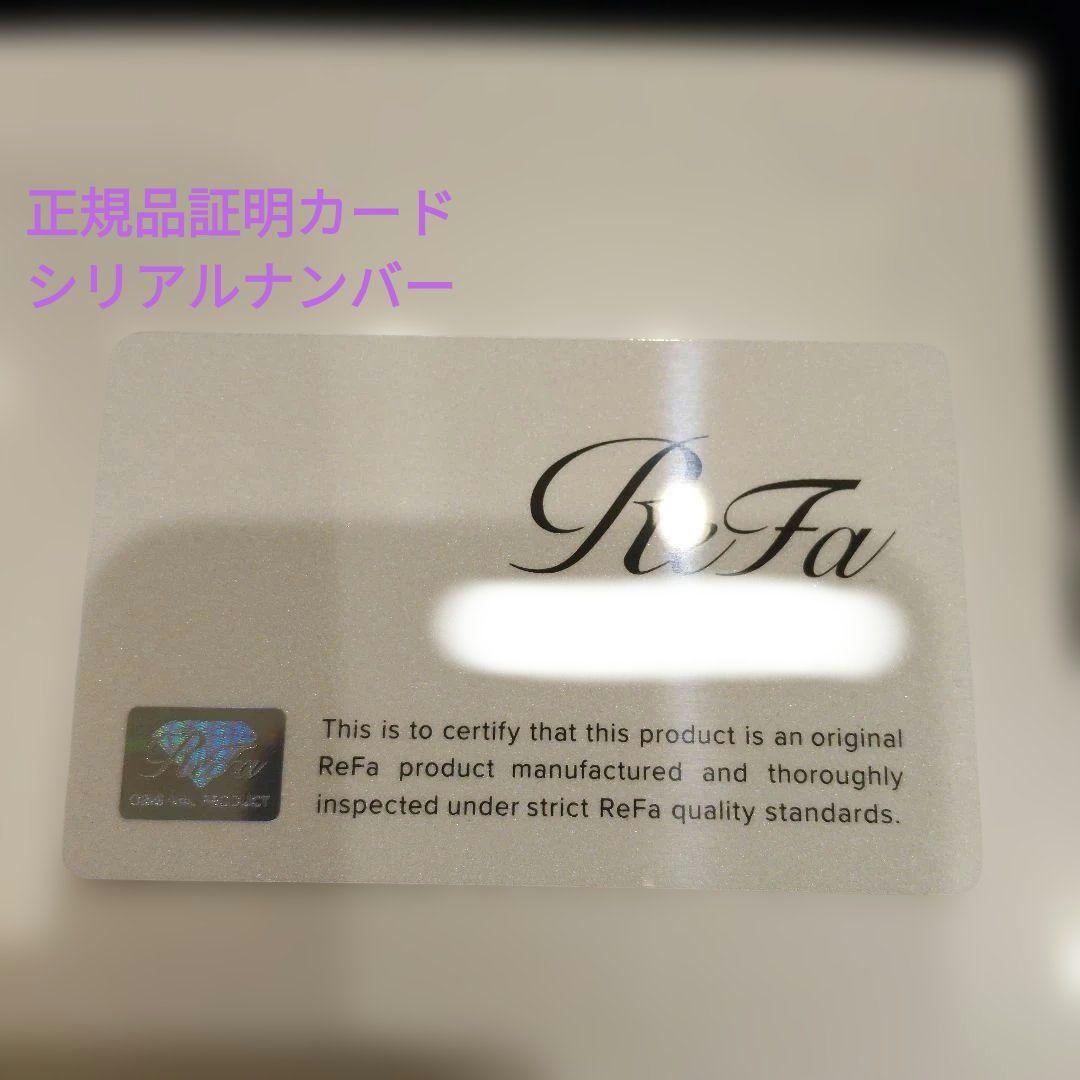 正規品証明カード
シリアルナンバー
ReFa
ReFa
PRODUCT
This is to certify that this product is an original
ReFa product manufactured and thoroughly
inspected under strict ReFa quality standards.